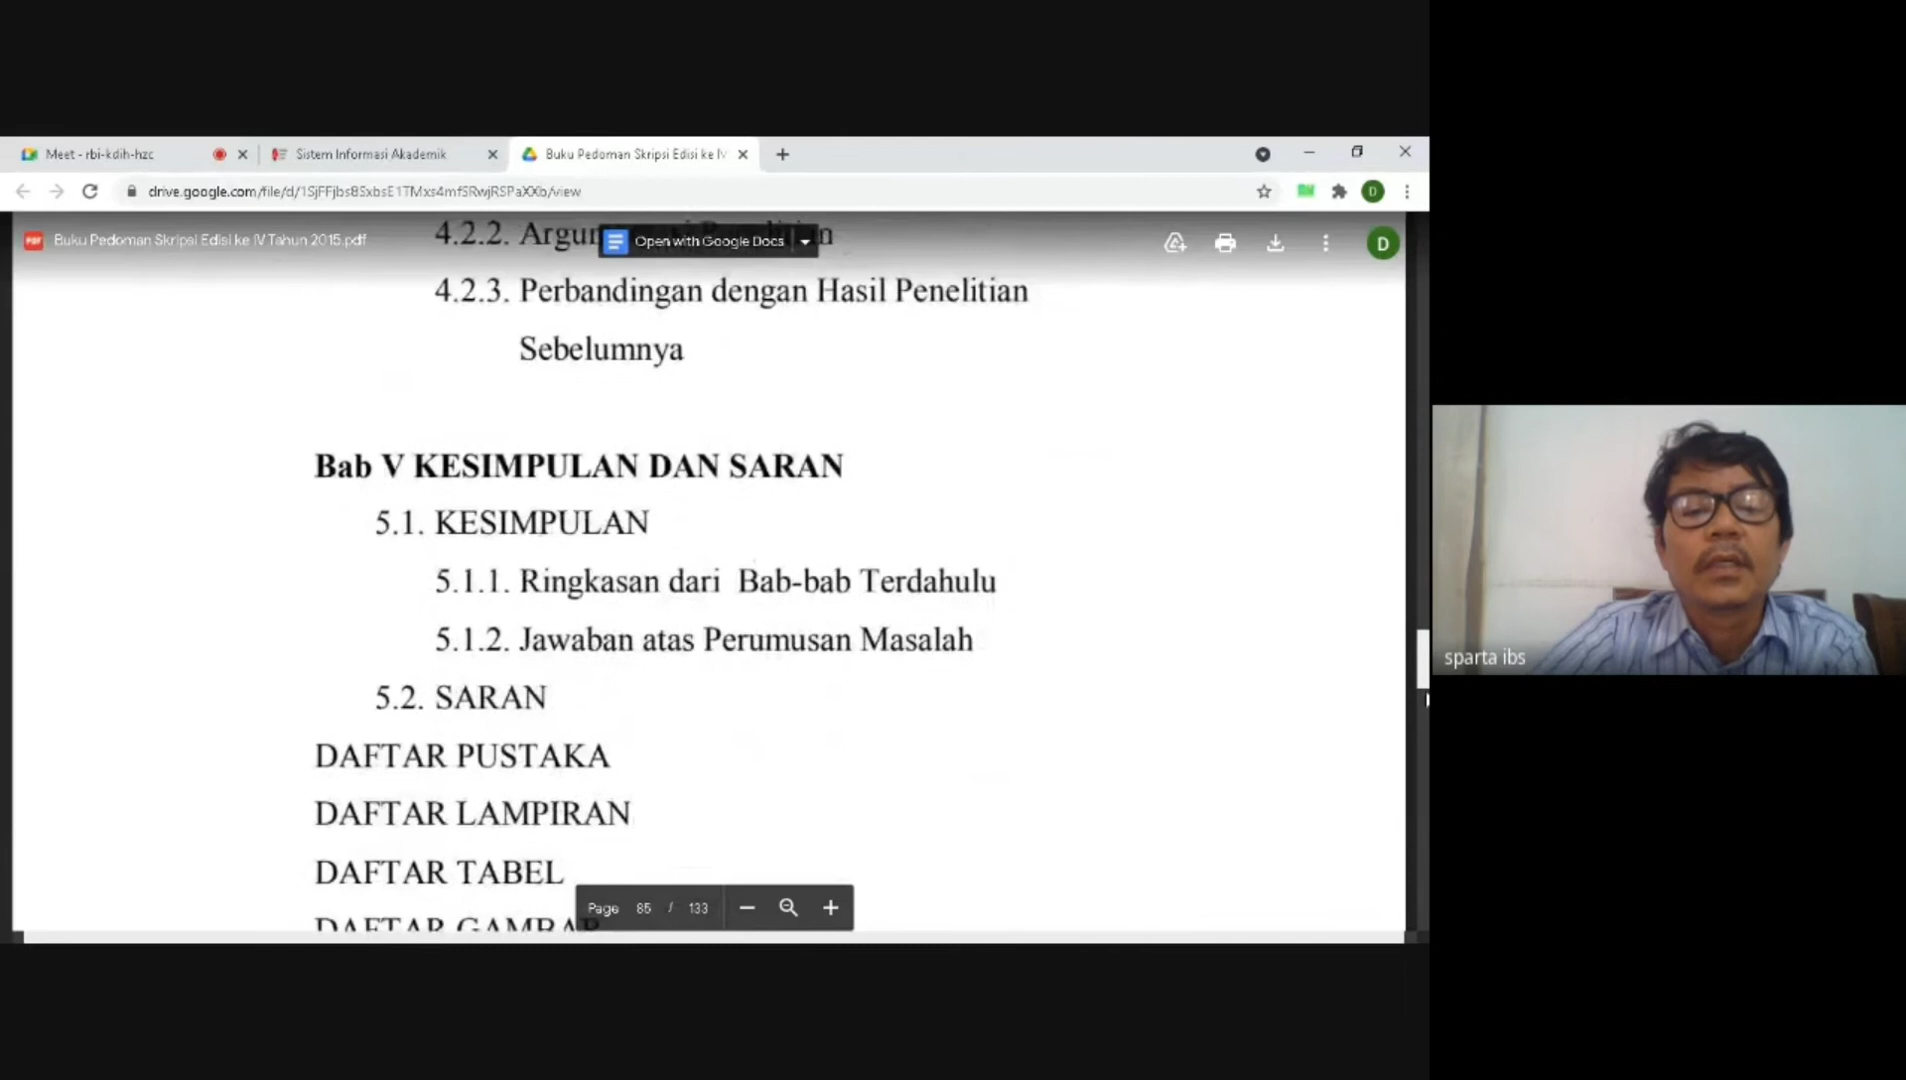 Meet - rbi-kdih-hzc
Sistem Informasi Akademik
Buku Pedoman Skripsi Edisi ke IV
drive.google.com/file/d/1SjFFjbs8SxbsE1TMxs4mfSRwjRSPaXXb/view
Buku Pedoman Skripsi Edisi ke IV Tahun 2015.pdf
Open with Google Docs
D
D
4.2.2.
4.2.3. Perbandingan dengan Hasil Penelitian
Sebelumnya
Bab V KESIMPULAN DAN SARAN
5.1. KESIMPULAN
5.1.1. Ringkasan dari Bab-bab Terdahulu
5.1.2. Jawaban atas Perumusan Masalah
5.2. SARAN
DAFTAR PUSTAKA
DAFTAR LAMPIRAN
DAFTAR TABEL
DAFTAR GAMBAR
Page 85 / 133
sparta ibs